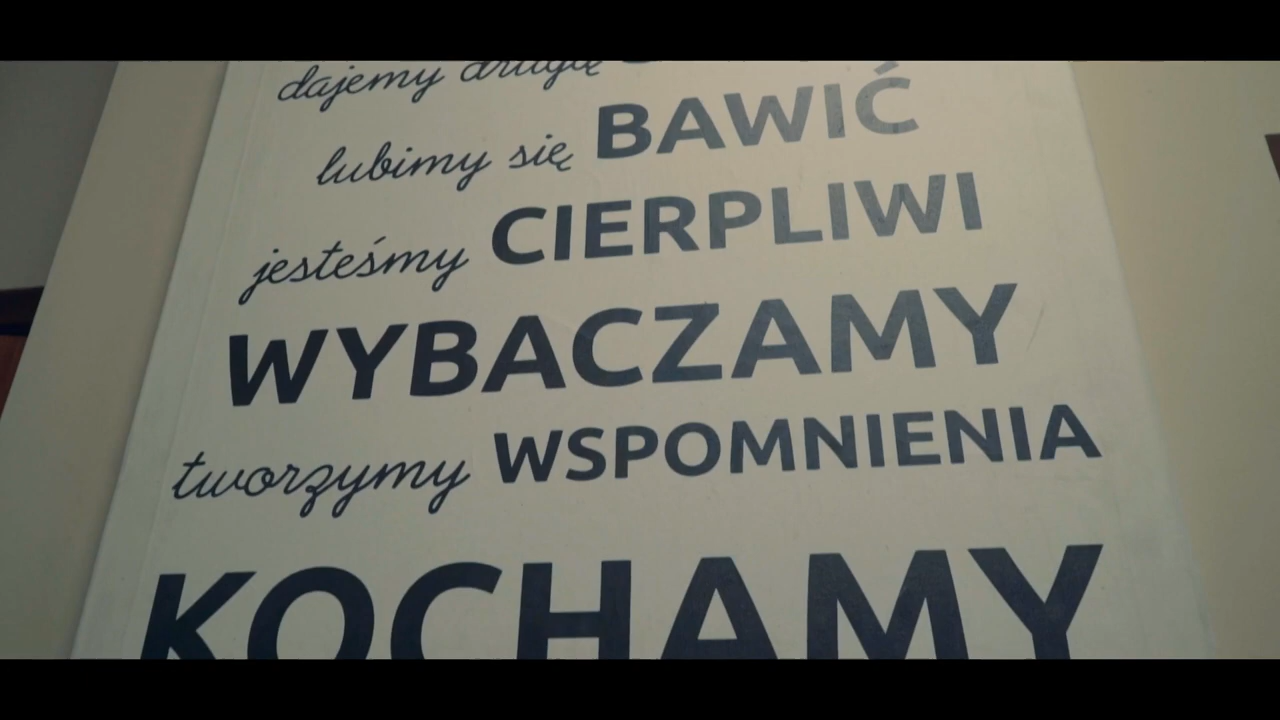 dajemy drugą
lubimy się BAWIĆ
jesteśmy CIERPLIWI
WYBACZAMY
tworzymy WSPOMNIENIA
KOCHAMY